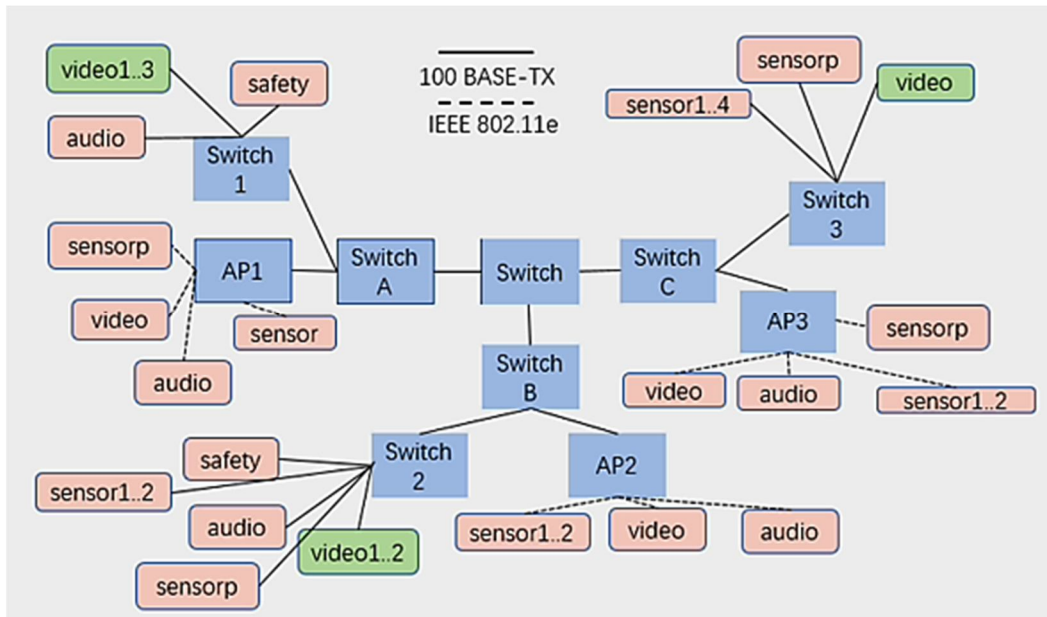 video1..3
safety
audio
Switch
1
100 BASE-TX
IEEE 802.11e
sensorp
video
sensor1..4
Switch
3
sensorp
AP1
Switch
A
Switch
Switch
C
video
sensor
audio
AP3
sensorp
video
audio
sensor1..2
Switch
B
safety
Switch
2
AP2
sensor1..2
audio
video1..2
sensorp
sensor1..2
video
audio